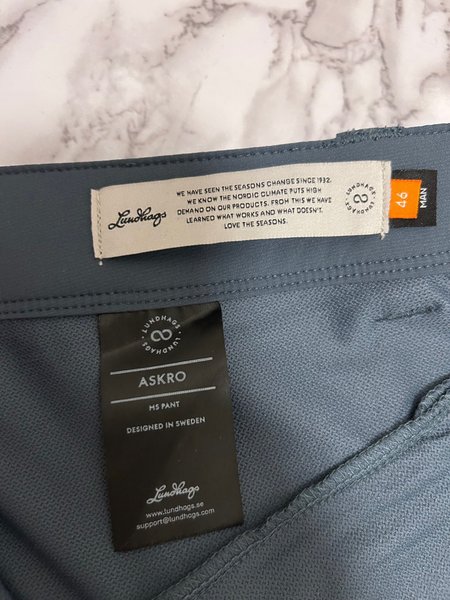 Lundhags
WE HAVE SEEN THE SEASONS CHANGE SINCE 1932.
WE KNOW THE NORDIC CLIMATE PUTS HIGH
DEMAND ON OUR PRODUCTS. FROM THIS WE HAVE
LEARNED WHAT WORKS AND WHAT DOESN'T.
LOVE THE SEASONS.
LUNDHAGS
LUNDHAGS
46
MAN
LUNDHAGS
LUNDHAGS
ASKRO
MS PANT
DESIGNED IN SWEDEN
Lundhags
www.lundhags.se
support@lundhags.com